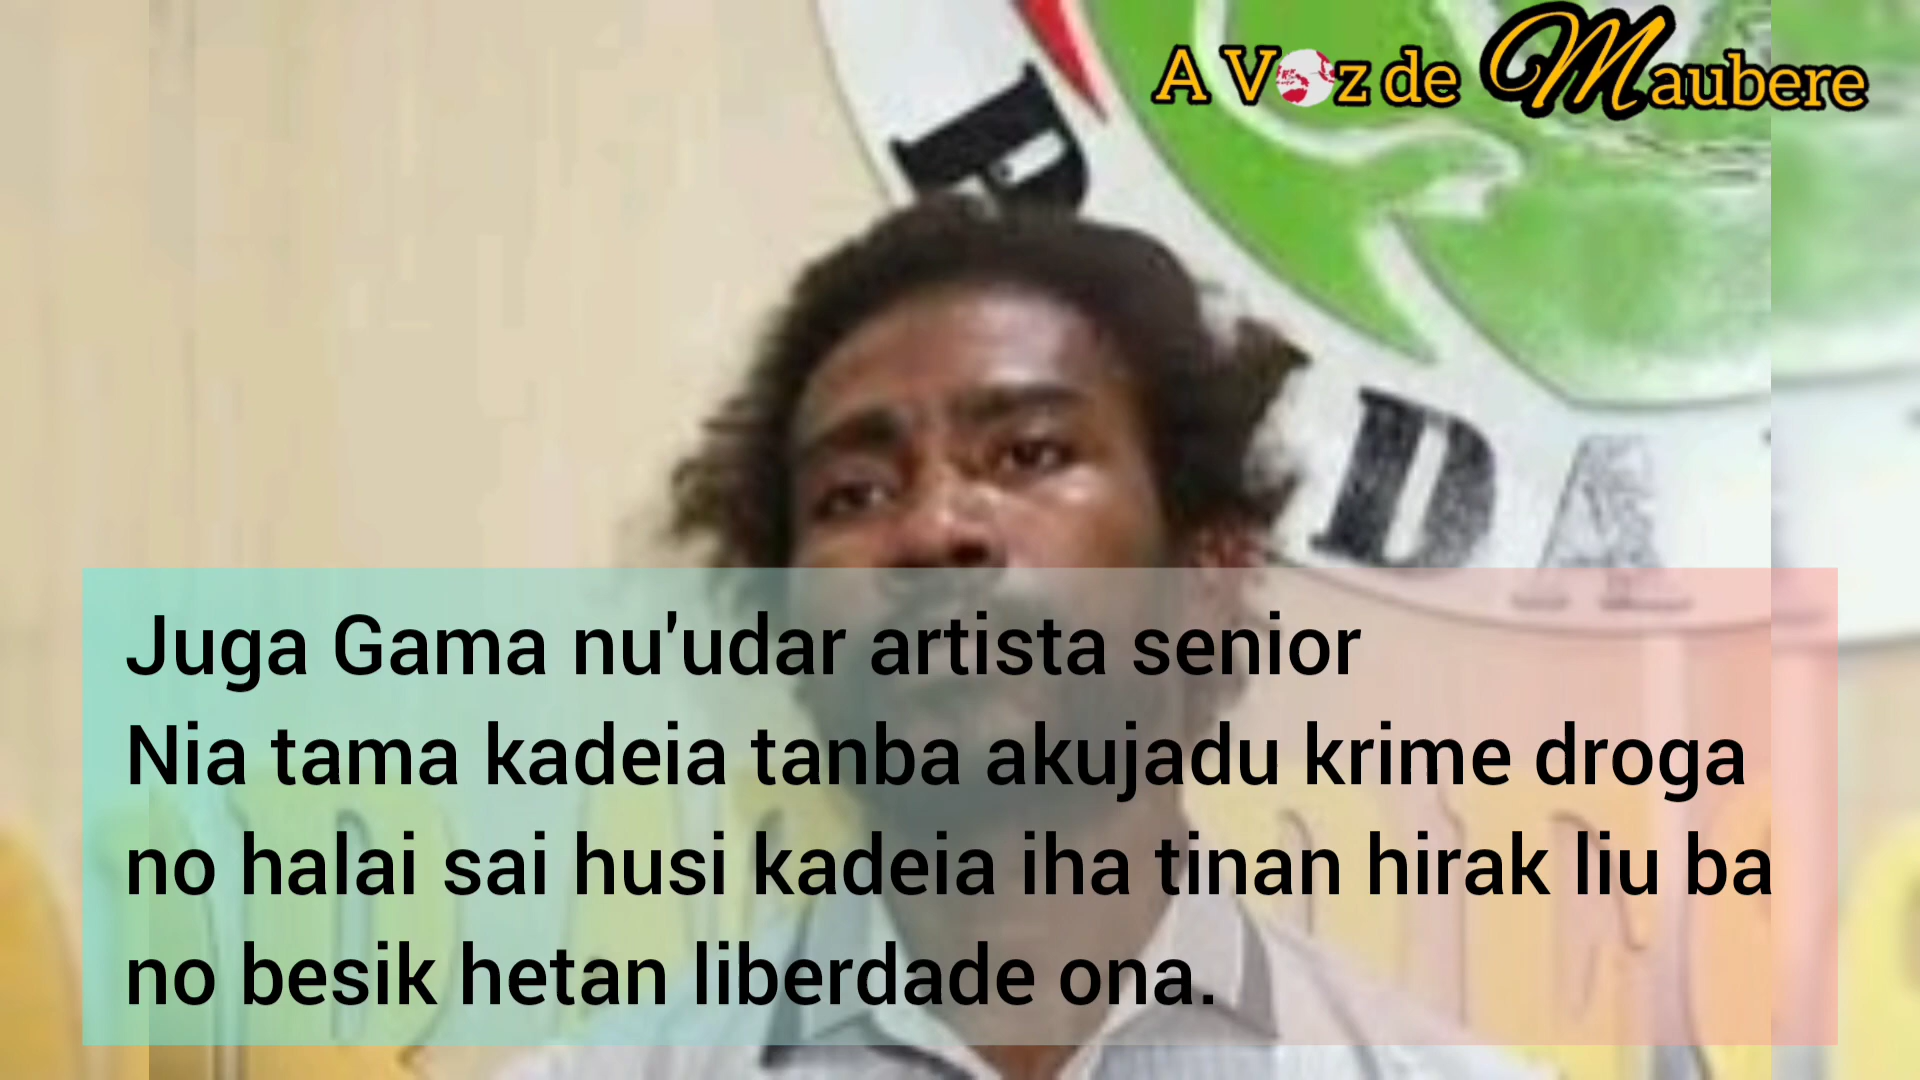 A Voz de Maubere
DA
Juga Gama nu'udar artista senior
Nia tama kadeia tanba akujadu krime droga
no halai sai husi kadeia iha tinan hirak liu ba
no besik hetan liberdade ona.